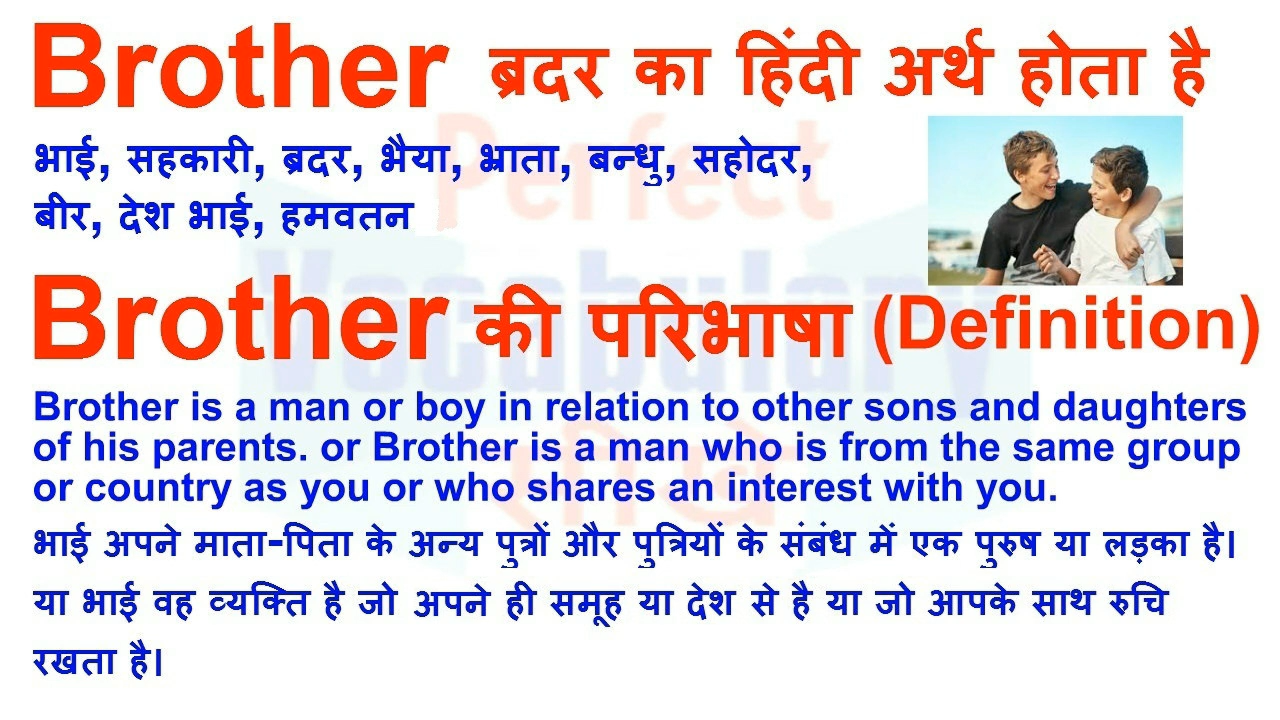 Brother ब्रदर का हिंदी अर्थ होता है
भाई, सहकारी, ब्रदर, भैया, भ्राता, बन्धु, सहोदर,
बीर, देश भाई, हमवतन
Brother की परिभाषा (Definition)
Brother is a man or boy in relation to other sons and daughters
of his parents. or Brother is a man who is from the same group
or country as you or who shares an interest with you.
भाई अपने माता-पिता के अन्य पुत्रों और पुत्रियों के संबंध में एक पुरुष या लड़का है।
या भाई वह व्यक्ति है जो अपने ही समूह या देश से है या जो आपके साथ रुचि
रखता है।
Perfect
Vocabulary
सीखे